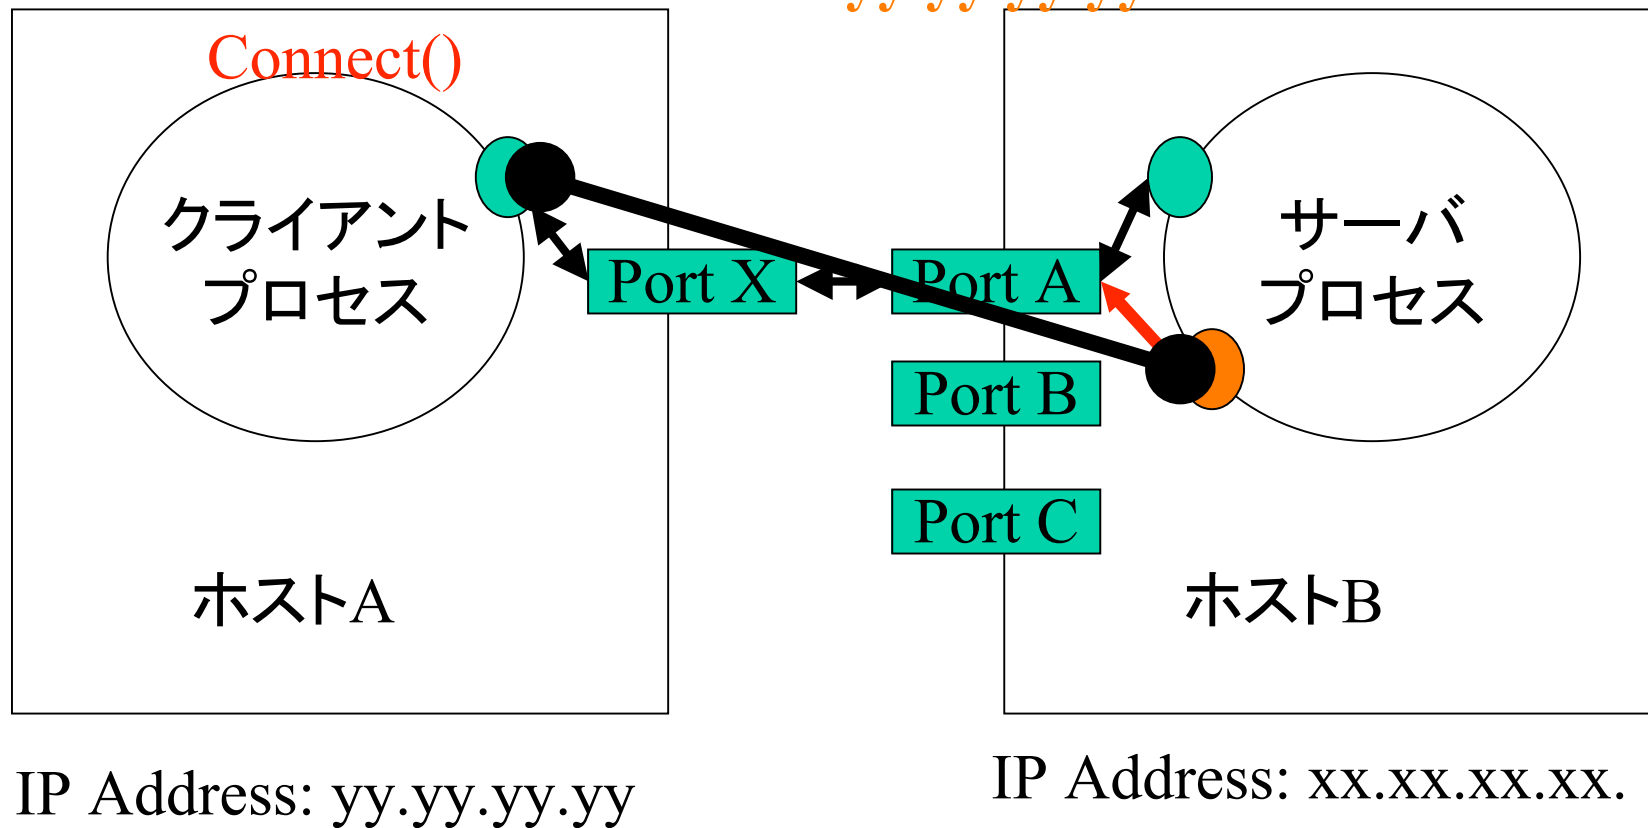 Connect()
クライアント
プロセス
サーバ
プロセス
Port X
Port A
Port B
Port C
ホストA
ホストB
IP Address: yy.yy.yy.yy
IP Address: xx.xx.xx.xx.